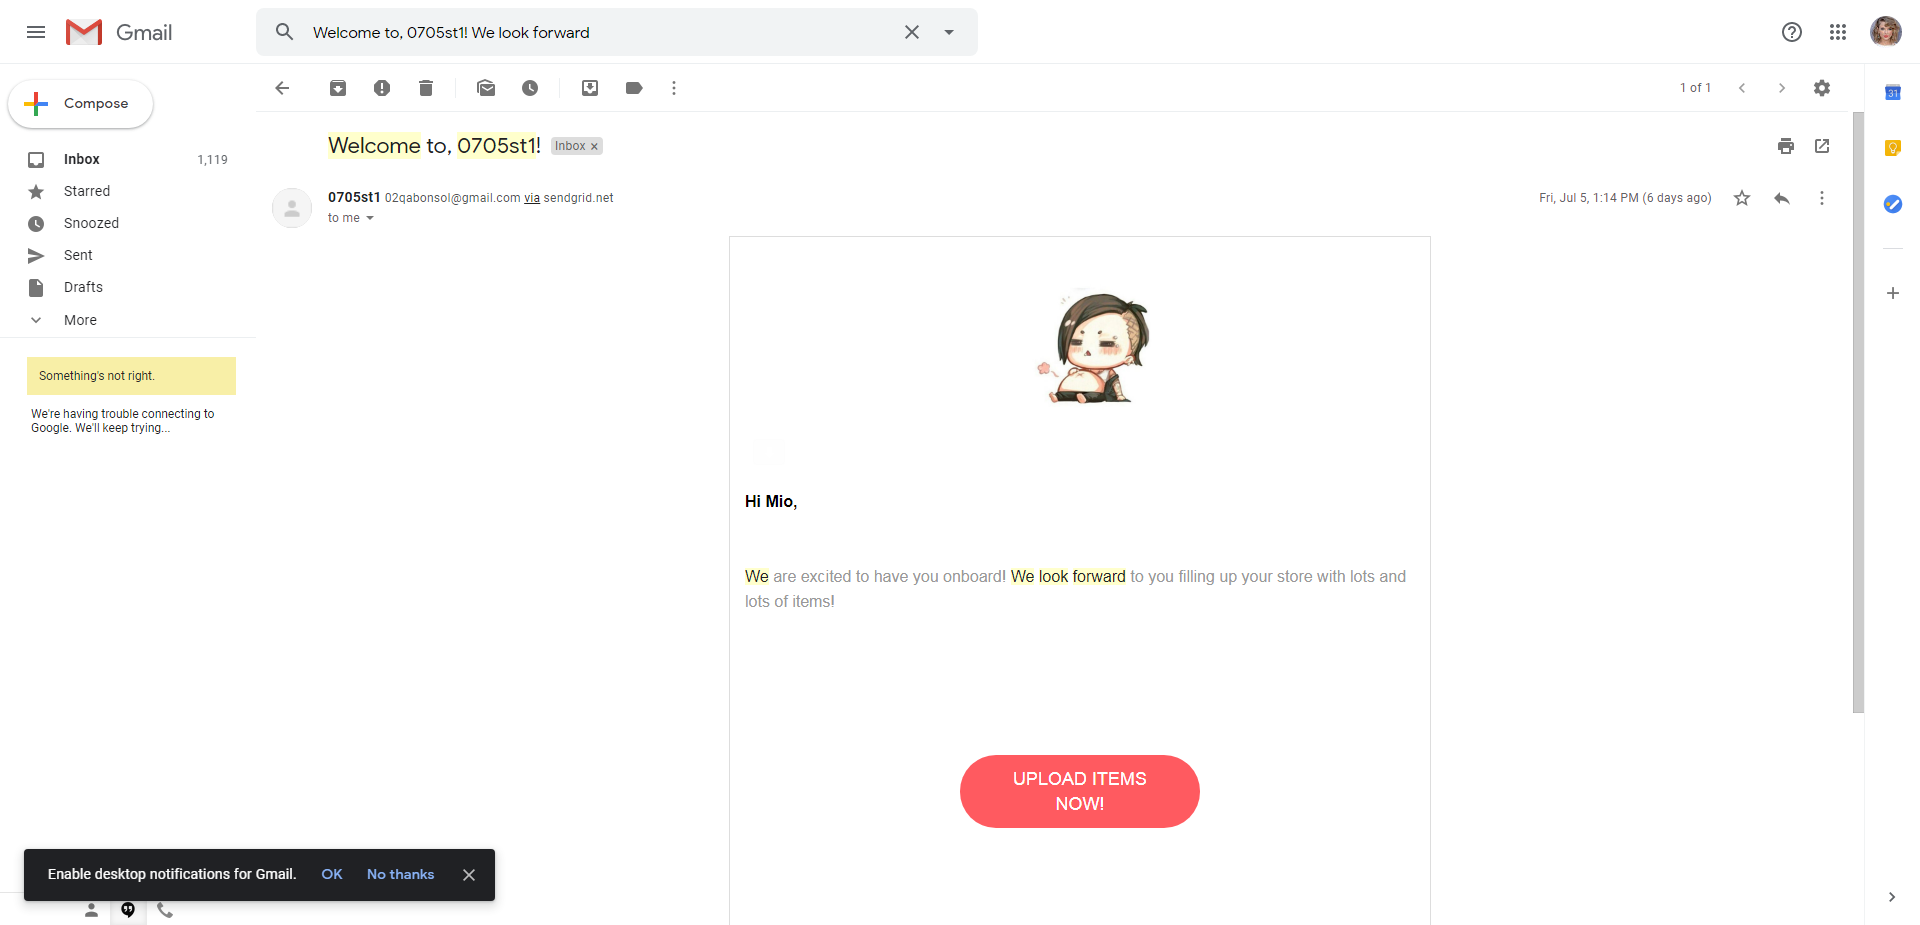 Gmail
Welcome to, 0705st1! We look forward
Compose
1 of 1
Welcome to, 0705st1! Inbox ×
Inbox 1,119
Starred
Snoozed
Sent
Drafts
More
0705st1 02qabonsol@gmail.com via sendgrid.net
Fri, Jul 5, 1:14 PM (6 days ago)
to me
31
Something's not right.
We're having trouble connecting to
Google. We'll keep trying...
Hi Mio,
We are excited to have you onboard! We look forward to you filling up your store with lots and
lots of items!
UPLOAD ITEMS
NOW!
Enable desktop notifications for Gmail. OK No thanks